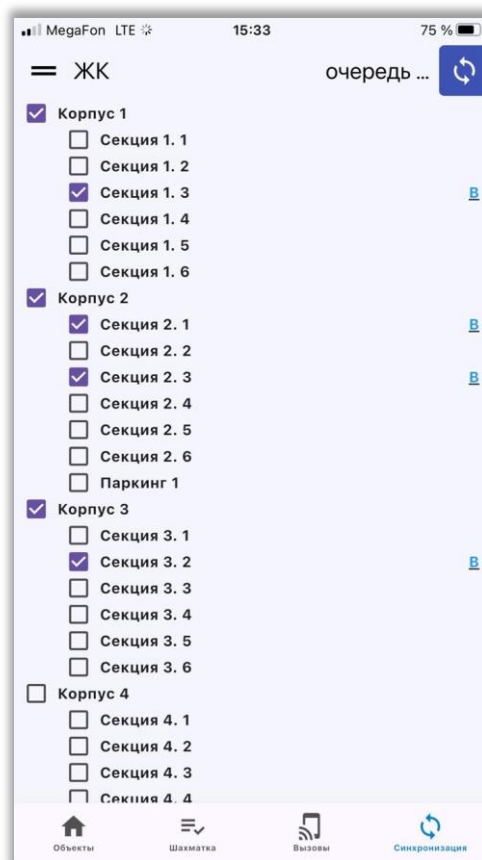 MegaFon LTE 15:33 75 %
ЖК очередь ...
Корпус 1
Секция 1. 1
Секция 1. 2
Секция 1. 3 В
Секция 1. 4
Секция 1. 5
Секция 1. 6
Корпус 2
Секция 2. 1 В
Секция 2. 2
Секция 2. 3 В
Секция 2. 4
Секция 2. 5
Секция 2. 6
Паркинг 1
Корпус 3
Секция 3. 1
Секция 3. 2 В
Секция 3. 3
Секция 3. 4
Секция 3. 5
Секция 3. 6
Корпус 4
Секция 4. 1
Секция 4. 2
Секция 4. 3
Секция 4. 4
Объекты Шахматка Вызовы Синхронизация